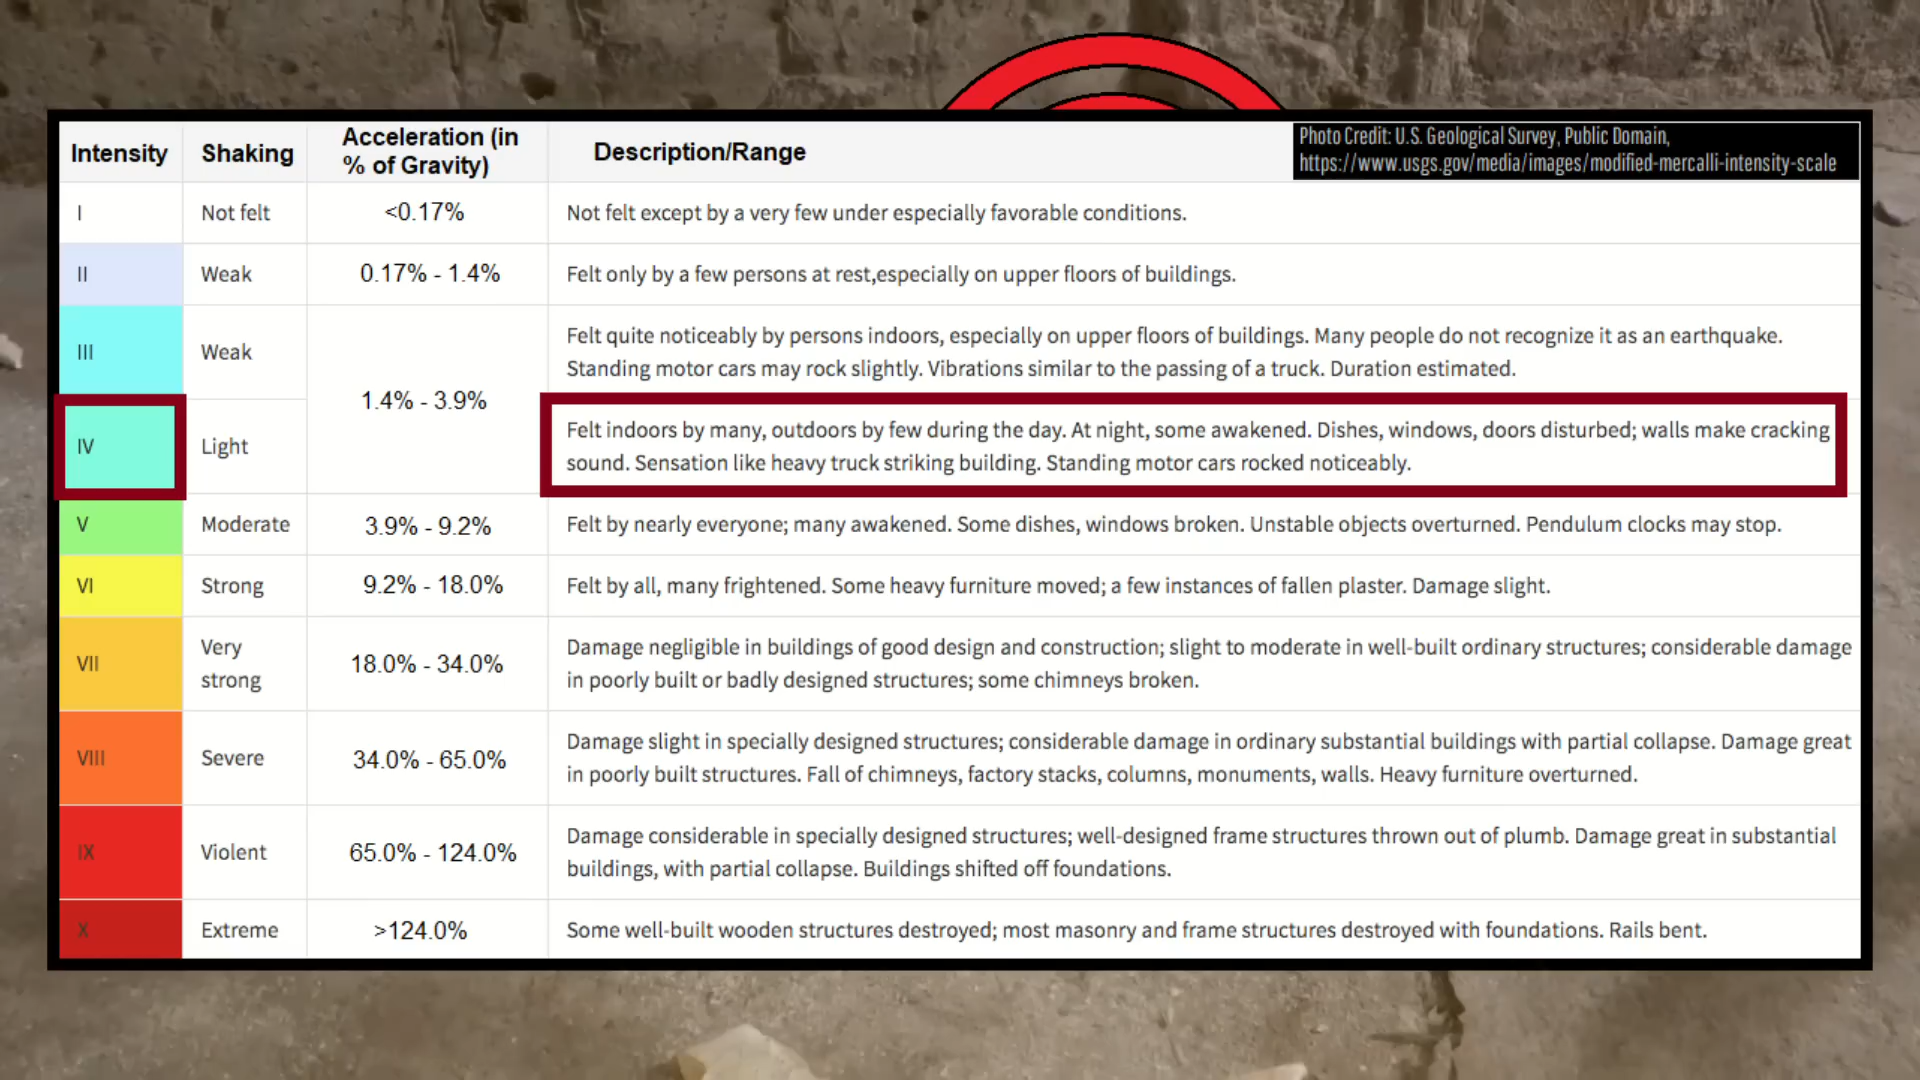 Intensity Shaking Acceleration (in % of Gravity) Description/Range
Photo Credit: U.S. Geological Survey, Public Domain,
https://www.usgs.gov/media/images/modified-mercalli-intensity-scale
I Not felt <0.17% Not felt except by a very few under especially favorable conditions.
II Weak 0.17% - 1.4% Felt only by a few persons at rest,especially on upper floors of buildings.
III Weak 1.4% - 3.9% Felt quite noticeably by persons indoors, especially on upper floors of buildings. Many people do not recognize it as an earthquake.
Standing motor cars may rock slightly. Vibrations similar to the passing of a truck. Duration estimated.
IV Light Felt indoors by many, outdoors by few during the day. At night, some awakened. Dishes, windows, doors disturbed; walls make cracking
sound. Sensation like heavy truck striking building. Standing motor cars rocked noticeably.
V Moderate 3.9% - 9.2% Felt by nearly everyone; many awakened. Some dishes, windows broken. Unstable objects overturned. Pendulum clocks may stop.
VI Strong 9.2% - 18.0% Felt by all, many frightened. Some heavy furniture moved; a few instances of fallen plaster. Damage slight.
VII Very strong 18.0% - 34.0% Damage negligible in buildings of good design and construction; slight to moderate in well-built ordinary structures; considerable damage
in poorly built or badly designed structures; some chimneys broken.
VIII Severe 34.0% - 65.0% Damage slight in specially designed structures; considerable damage in ordinary substantial buildings with partial collapse. Damage great
in poorly built structures. Fall of chimneys, factory stacks, columns, monuments, walls. Heavy furniture overturned.
IX Violent 65.0% - 124.0% Damage considerable in specially designed structures; well-designed frame structures thrown out of plumb. Damage great in substantial
buildings, with partial collapse. Buildings shifted off foundations.
X Extreme >124.0% Some well-built wooden structures destroyed; most masonry and frame structures destroyed with foundations. Rails bent.